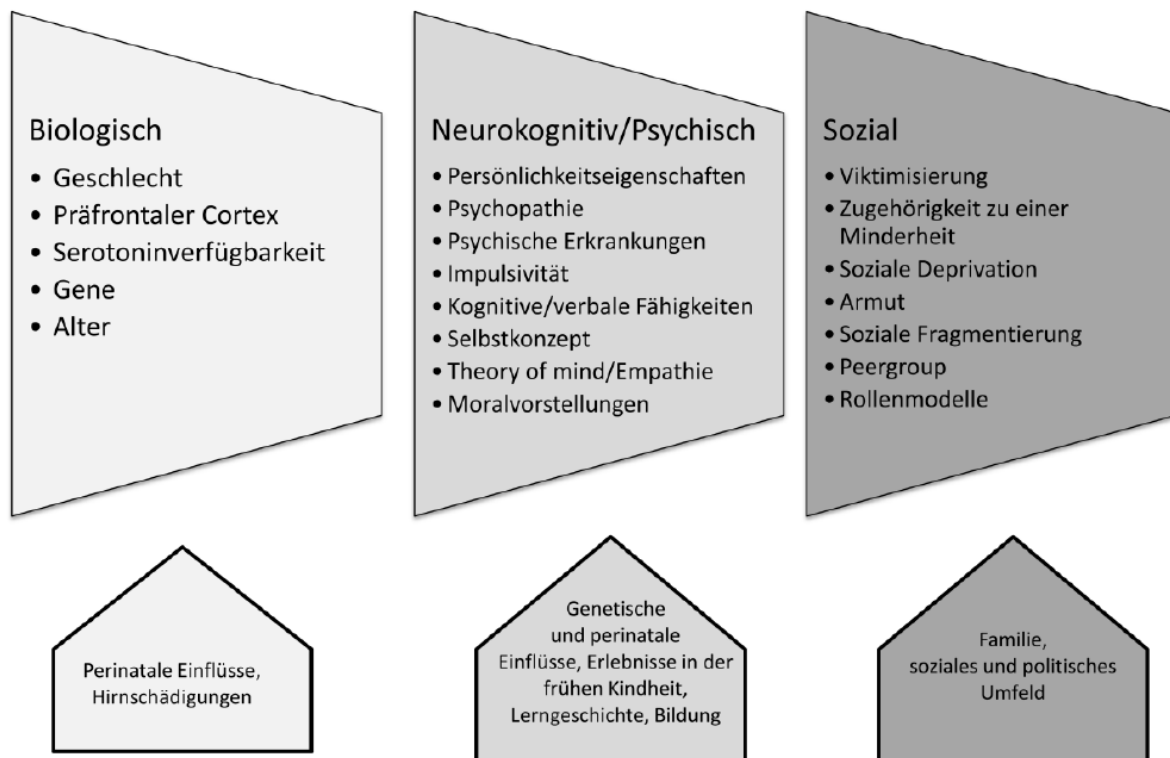 Biologisch
• Geschlecht
• Präfrontaler Cortex
• Serotoninverfügbarkeit
• Gene
• Alter
Neurokognitiv/Psychisch
• Persönlichkeitseigenschaften
• Psychopathie
• Psychische Erkrankungen
• Impulsivität
• Kognitive/verbale Fähigkeiten
• Selbstkonzept
• Theory of mind/Empathie
• Moralvorstellungen
Sozial
• Viktimisierung
• Zugehörigkeit zu einer
Minderheit
• Soziale Deprivation
• Armut
• Soziale Fragmentierung
• Peergroup
• Rollenmodelle
Perinatale Einflüsse,
Hirnschädigungen
Genetische
und perinatale
Einflüsse, Erlebnisse in der
frühen Kindheit,
Lerngeschichte, Bildung
Familie,
soziales und politisches
Umfeld